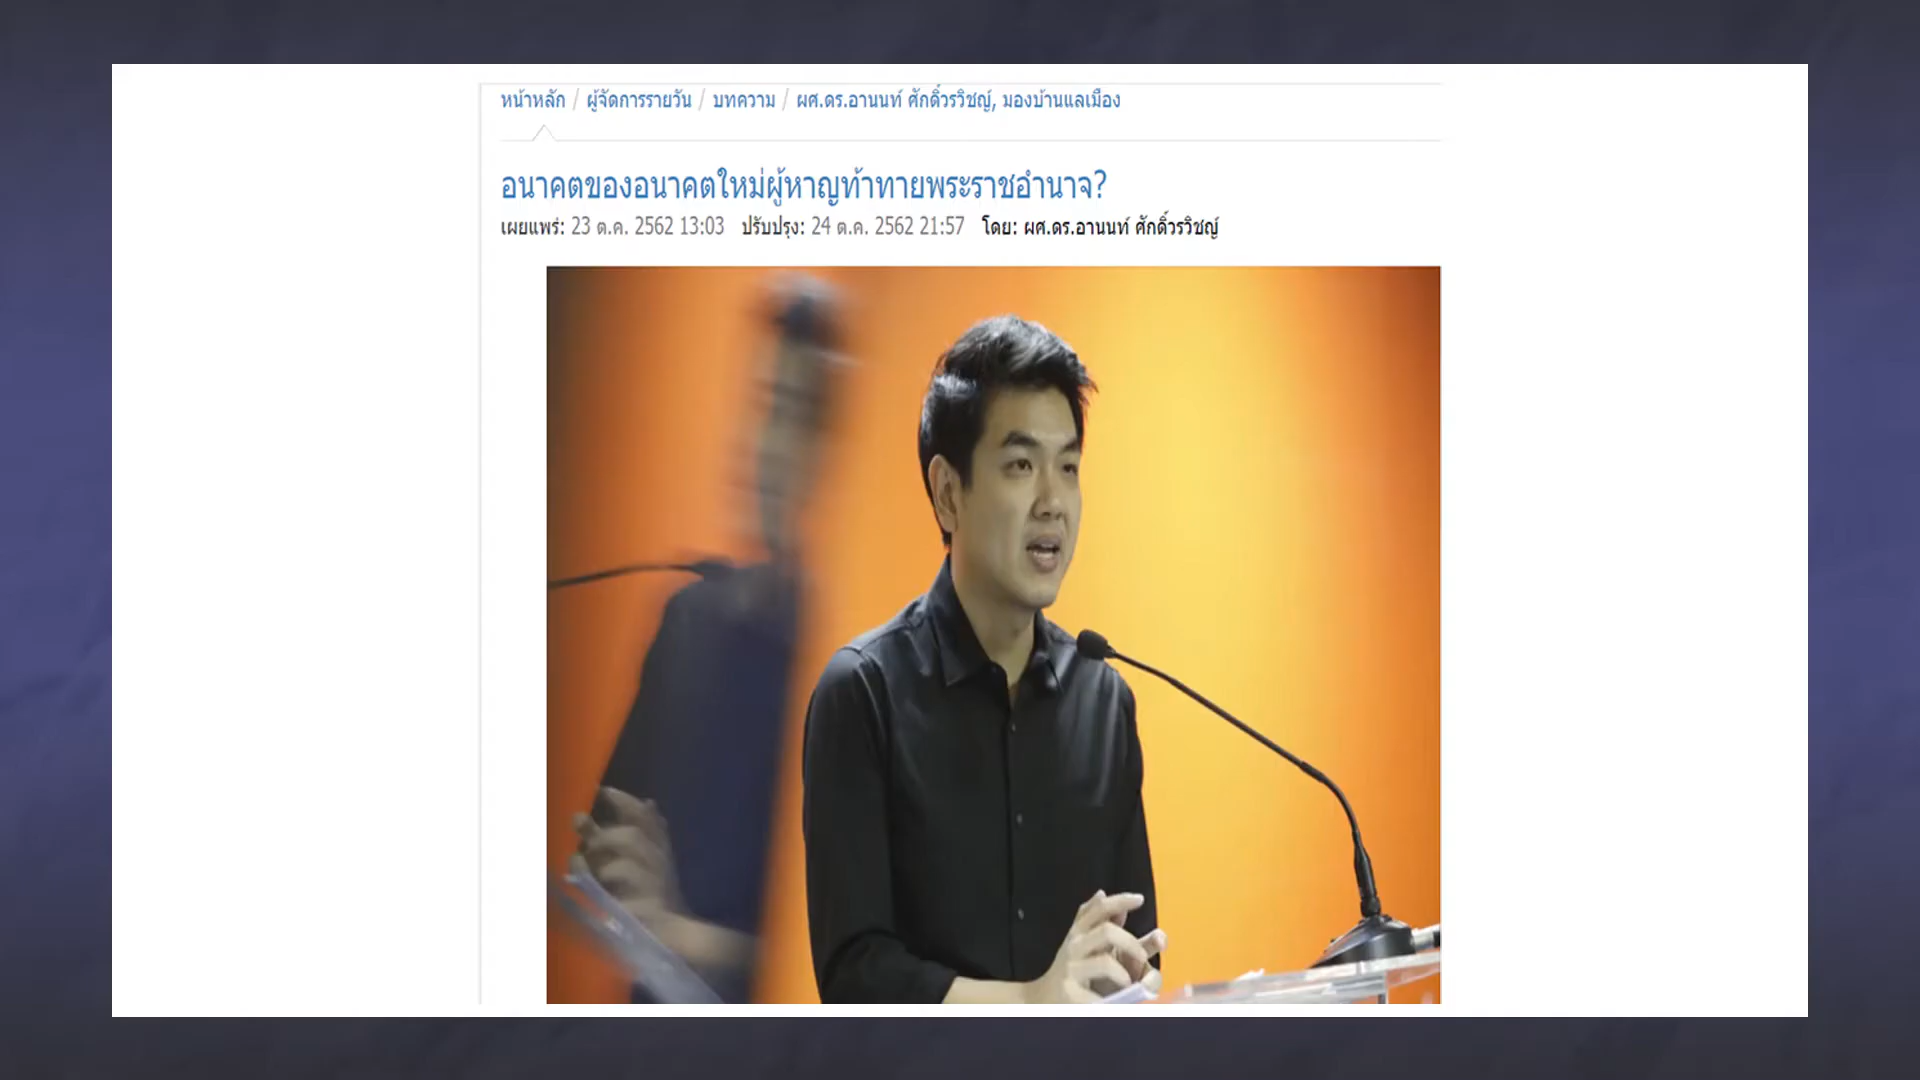 หน้าหลัก / ผู้จัดการรายวัน / บทความ / ผศ.ดร.อานนท์ ศักดิ์วรวิชญ์, มองบ้านแลเมือง
อนาคตของอนาคตใหม่ผู้หาญท้าทายพระราชอำนาจ?
เผยแพร่: 23 ต.ค. 2562 13:03 ปรับปรุง: 24 ต.ค. 2562 21:57 โดย: ผศ.ดร.อานนท์ ศักดิ์วรวิชญ์